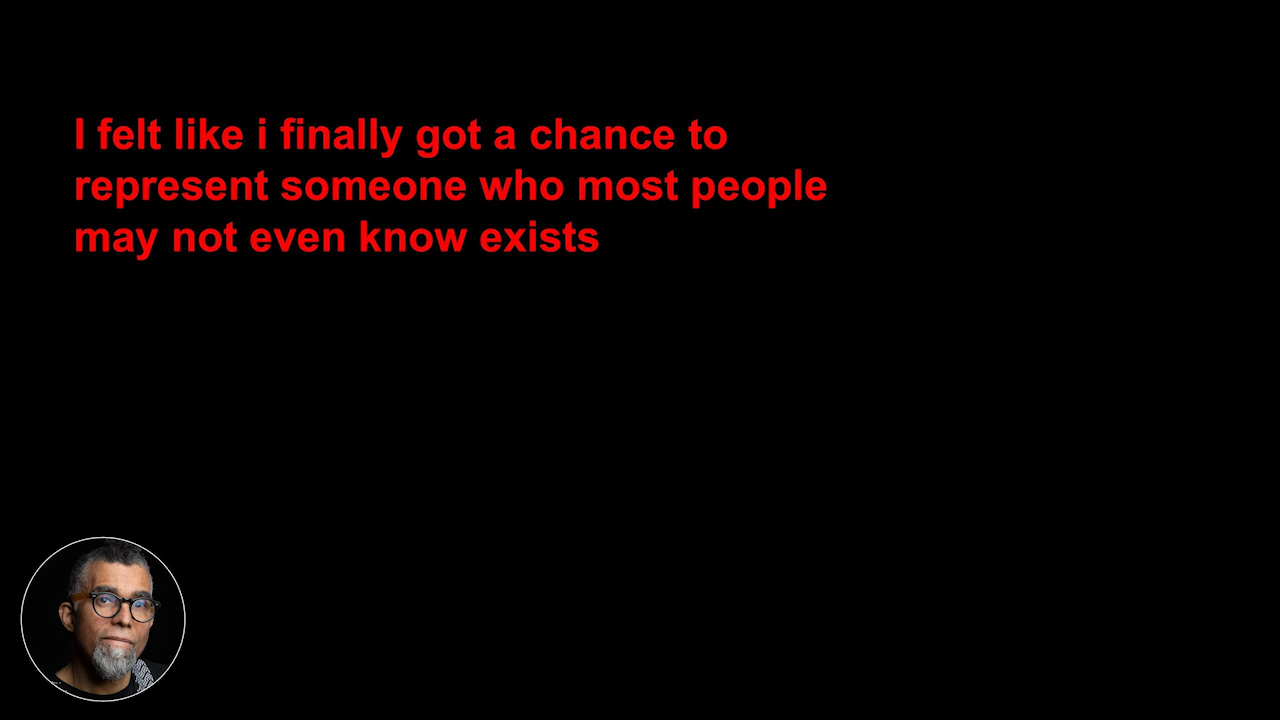 I felt like i finally got a chance to
represent someone who most people
may not even know exists